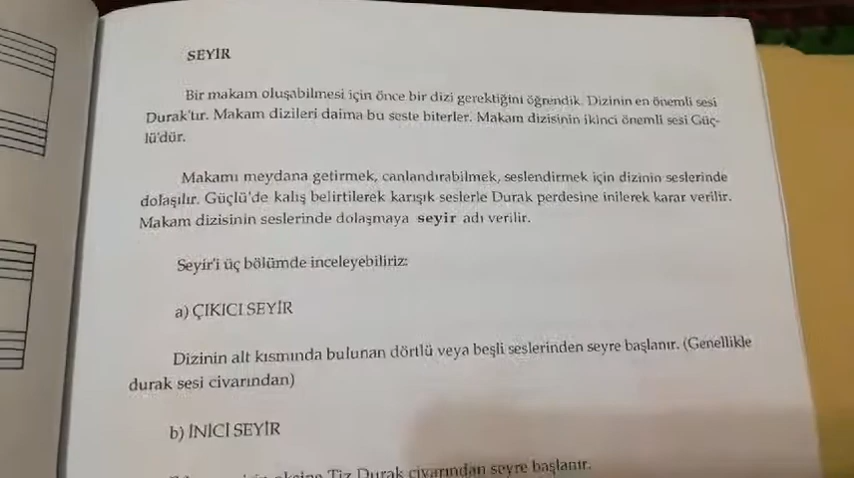 SEYİR
Bir makam oluşabilmesi için önce bir dizi gerektiğini öğrendik. Dizinin en önemli sesi
Durak'tır. Makam dizileri daima bu seste biterler. Makam dizisinin ikinci önemli sesi Güç-
lü'dür.
Makamı meydana getirmek, canlandırabilmek, seslendirmek için dizinin seslerinde
dolaşılır. Güçlü'de kalış belirtilerek karışık seslerle Durak perdesine inilerek karar verilir.
Makam dizisinin seslerinde dolaşmaya seyir adı verilir.
Seyir'i üç bölümde inceleyebiliriz:
a) ÇIKICI SEYİR
Dizinin alt kısmında bulunan dörtlü veya beşli seslerinden seyre başlanır. (Genellikle
durak sesi civarından)
b) İNİCİ SEYİR
Tiz Durak civarından seyre başlanır.